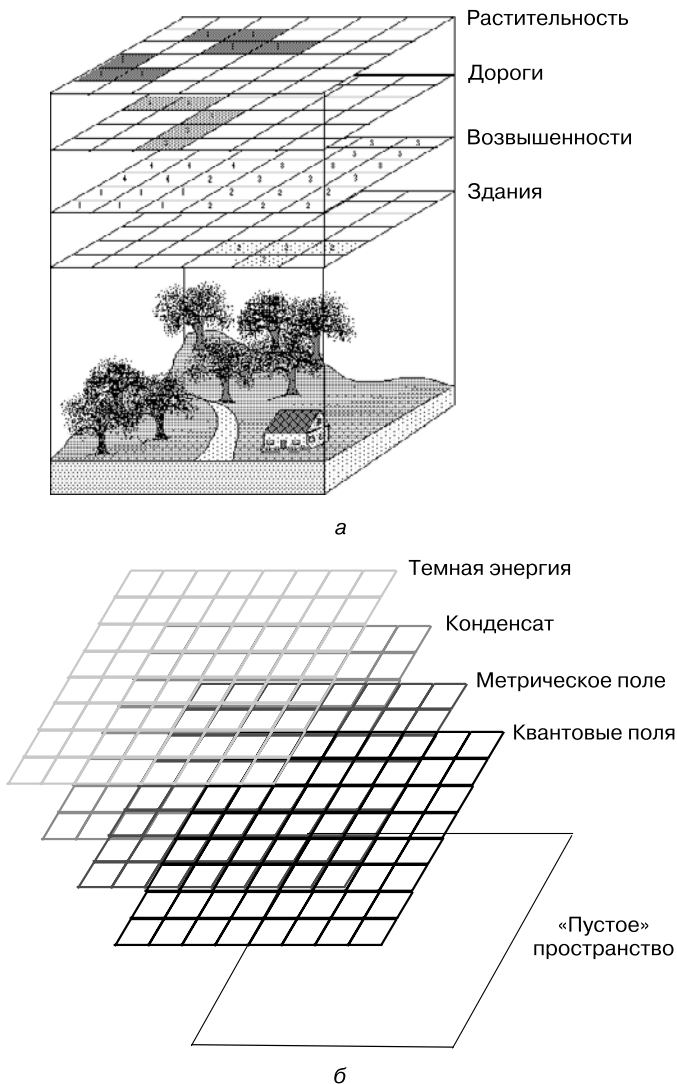 Растительность
Дороги
Возвышенности
Здания
а
Темная энергия
Конденсат
Метрическое поле
Квантовые поля
«Пустое»
пространство
б